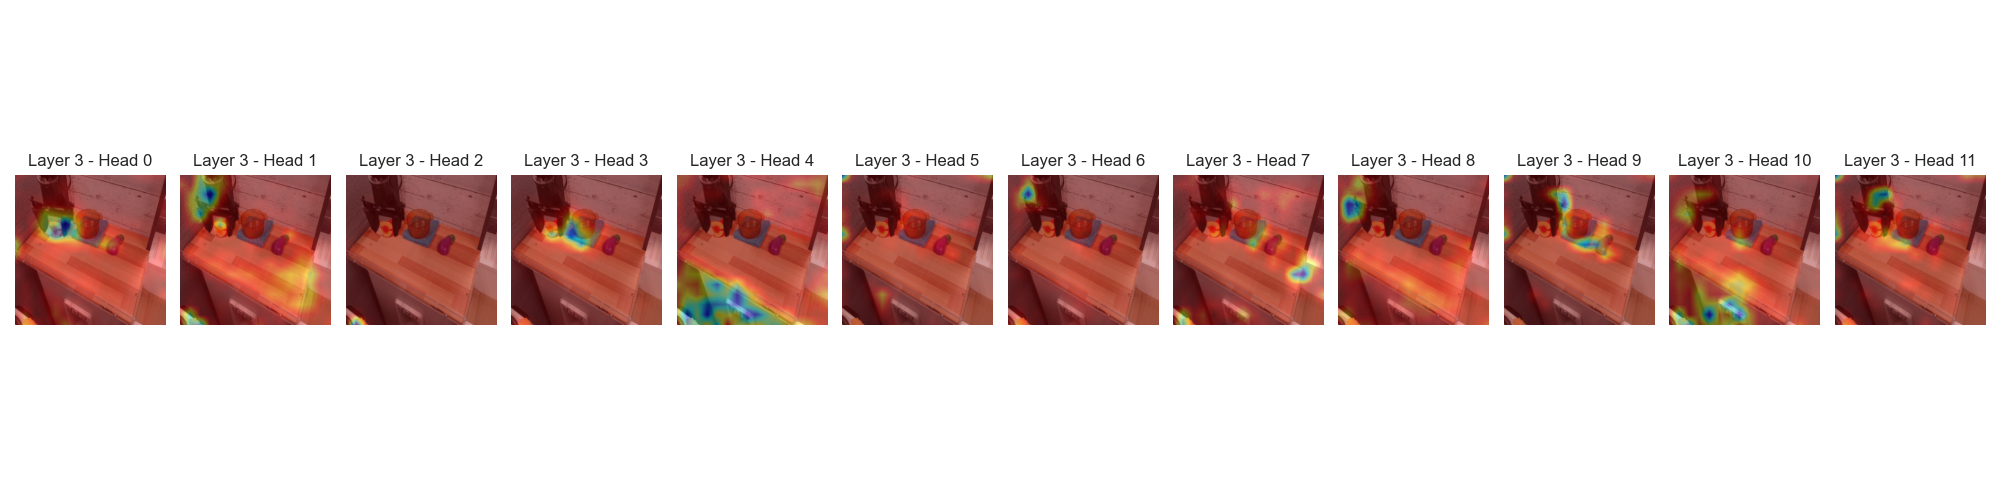 Layer 3 - Head 0
Layer 3 - Head 1
Layer 3 - Head 2
Layer 3 - Head 3
Layer 3 - Head 4
Layer 3 - Head 5
Layer 3 - Head 6
Layer 3 - Head 7
Layer 3 - Head 8
Layer 3 - Head 9
Layer 3 - Head 10
Layer 3 - Head 11